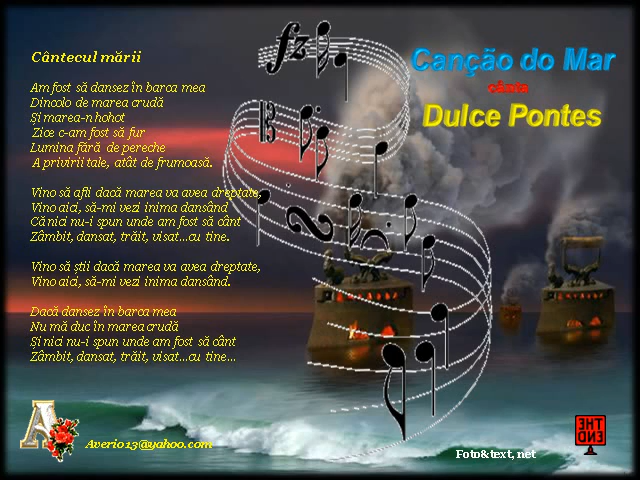 Cântecul mării
Am fost să dansez în barca mea
Dincolo de marea crudă
Și marea-n hohot
Zice c-am fost să fur
Lumina fără de pereche
A privirii tale, atât de frumoasă.
Vino să afli dacă marea va avea dreptate,
Vino aici, să-mi vezi inima dansând
Că nici nu-i spun unde am fost să cânt
Zâmbit, dansat, trăit, visat...cu tine.
Vino să știi dacă marea va avea dreptate,
Vino aici, să-mi vezi inima dansând.
Dacă dansez în barca mea
Nu mă duc în marea crudă
Și nici nu-i spun unde am fost să cânt
Zâmbit, dansat, trăit, visat...cu tine...
fz
Canção do Mar
cânta
Dulce Pontes
A
Averio13@yahoo.com
Foto&text, net
THE
END